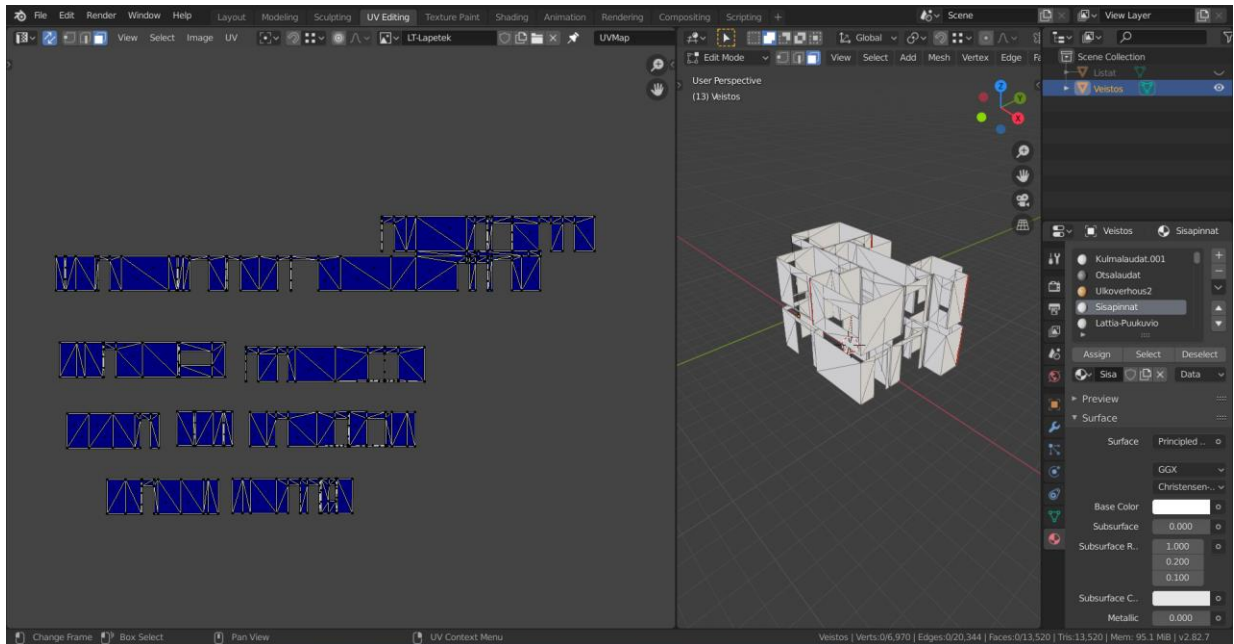 File Edit Render Window Help Layout Modeling Sculpting UV Editing Texture Paint Shading Animation Rendering Compositing Scripting + Scene View Layer
View Select Image UV LT-Lapetek UVMap Global
Edit Mode View Select Add Mesh Vertex Edge
User Perspective
(13) Veistos
Z
Y
X
Scene Collection
Listat
Veistos
Veistos Sisapinnat
Kulmalaudat.001
Otsalaudat
Ulkoverhous2
Sisapinnat
Lattia-Puukuvio
Assign Select Deselect
Sisa Data
Preview
Surface
Surface Principled ..
GGX
Christensen-..
Base Color
Subsurface 0.000
Subsurface R.. 1.000
0.200
0.100
Subsurface C..
Metallic 0.000
Change Frame Box Select Pan View UV Context Menu Veistos | Verts:0/6,970 | Edges:0/20,344 | Faces:0/13,520 | Tris:13,520 | Mem: 95.1 MiB | v2.82.7